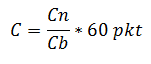 C = Cn/Cb * 60 pkt